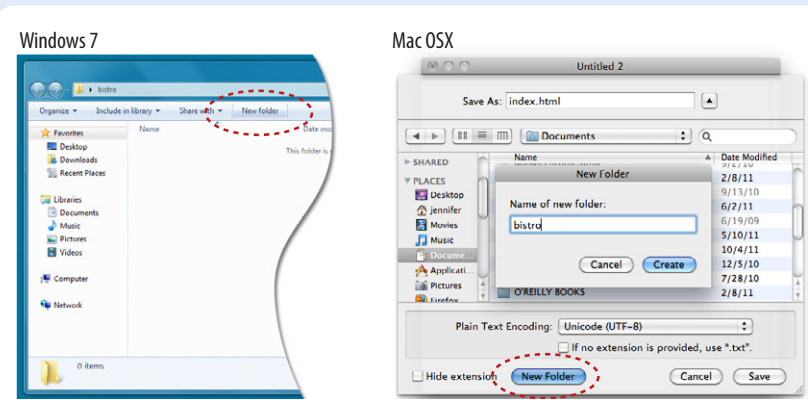 Windows 7
bistro
Organize Include in library Share with New folder
Name Date mo
Favorites
This folder is
Desktop
Downloads
Recent Places
Libraries
Documents
Music
Pictures
Videos
Computer
Network
0 items
Mac OSX
Untitled 2
Save As: index.html
Documents
Name Date Modified
SHARED
PLACES
Desktop
jennifer
Movies
Music
Docume...
Applicati...
Pictures
Firefox
New Folder
Name of new folder:
bistro
Cancel Create
O'REILLY BOOKS
2/8/11
9/13/10
6/2/11
6/19/09
5/10/11
10/4/11
12/5/10
7/28/10
2/8/11
Plain Text Encoding: Unicode (UTF-8)
If no extension is provided, use ".txt".
Hide extension New Folder Cancel Save